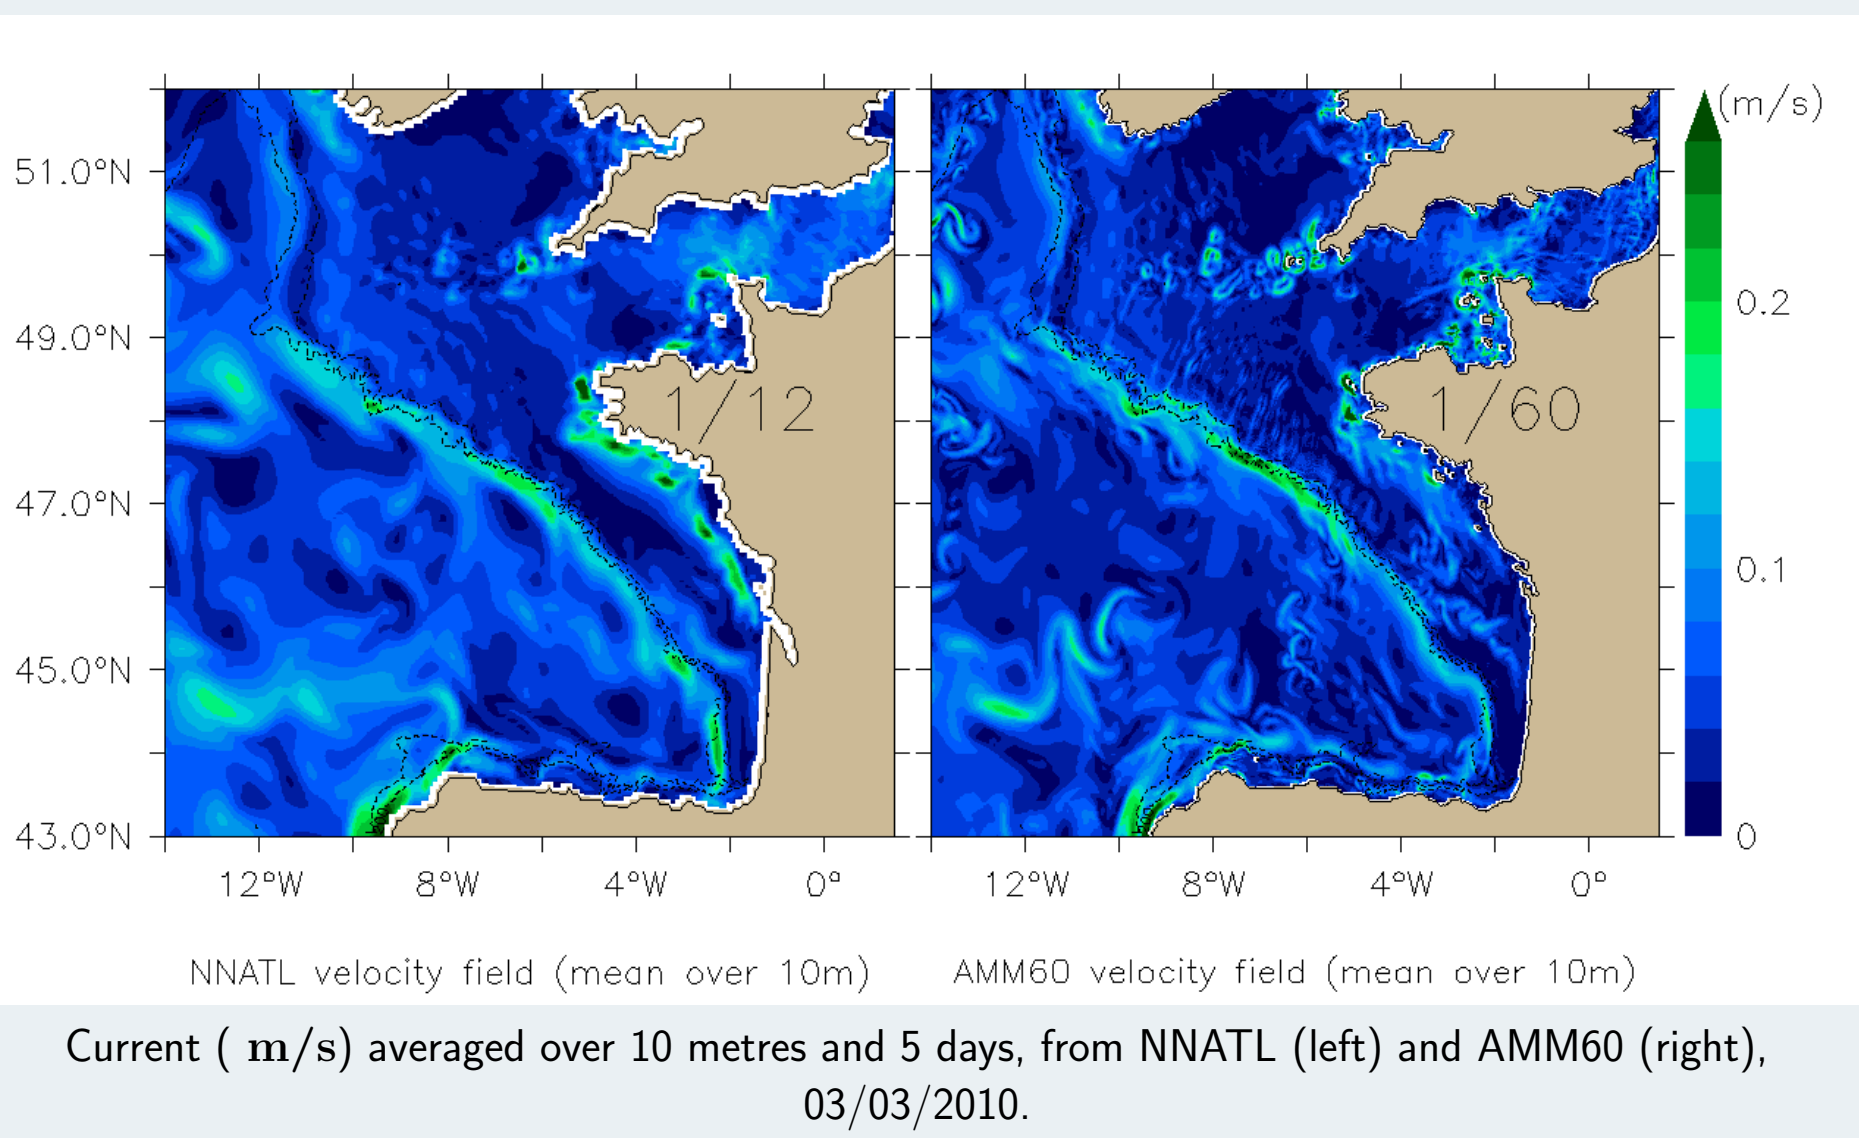 (m/s)
51.0°N
49.0°N
47.0°N
45.0°N
43.0°N
1/12
1/60
0.2
0.1
0
12°W 8°W 4°W 0° 12°W 8°W 4°W 0°
NNATL velocity field (mean over 10m) AMM60 velocity field (mean over 10m)
Current ( m/s) averaged over 10 metres and 5 days, from NNATL (left) and AMM60 (right),
03/03/2010.